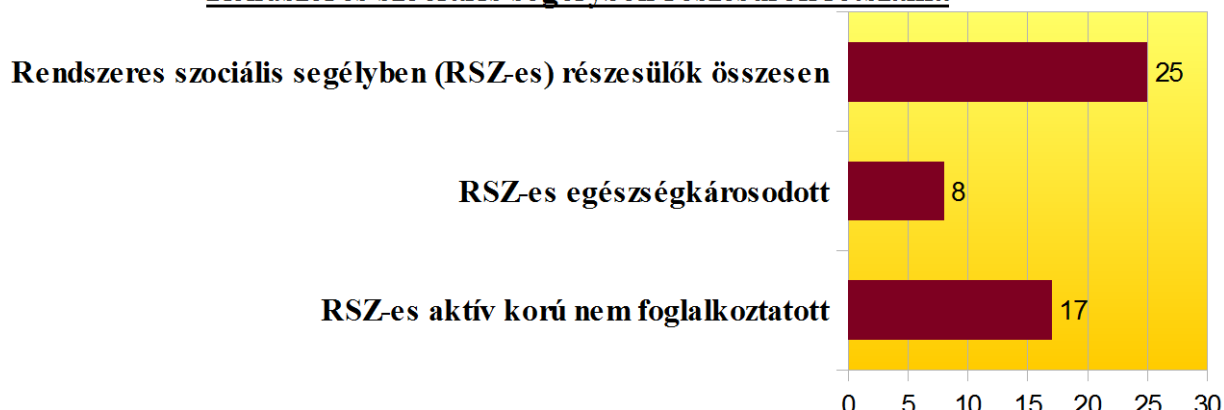 Rendszeres szociális segélyben (RSZ-es) részesülők összesen
25
RSZ-es egészségkárosodott
8
RSZ-es aktív korú nem foglalkoztatott
17
0 5 10 15 20 25 30